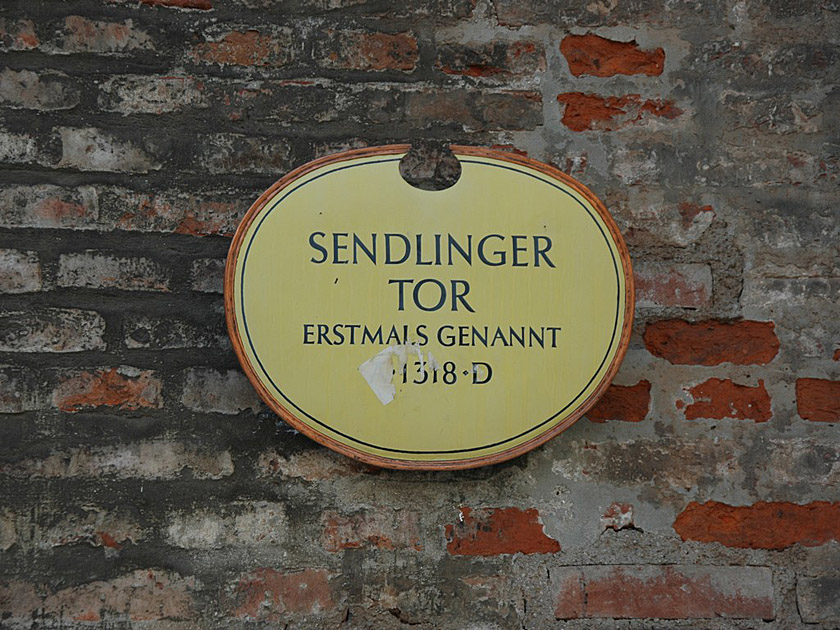 SENDLINGER
TOR
ERSTMALS GENANNT
·1318·D